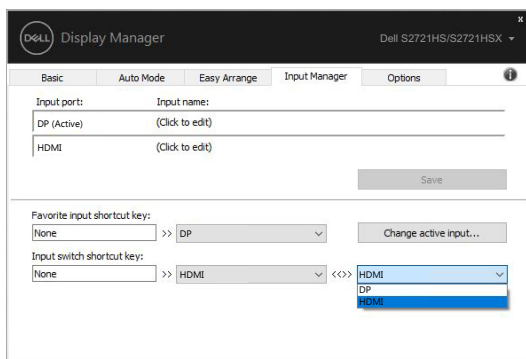 x
DELL Display Manager Dell S2721HS/S2721HSX
Basic Auto Mode Easy Arrange Input Manager Options i
Input port: Input name:
DP (Active) (Click to edit)
HDMI (Click to edit)
Save
Favorite input shortcut key:
None >> DP Change active input...
Input switch shortcut key:
None >> HDMI <<>> HDMI
DP
HDMI